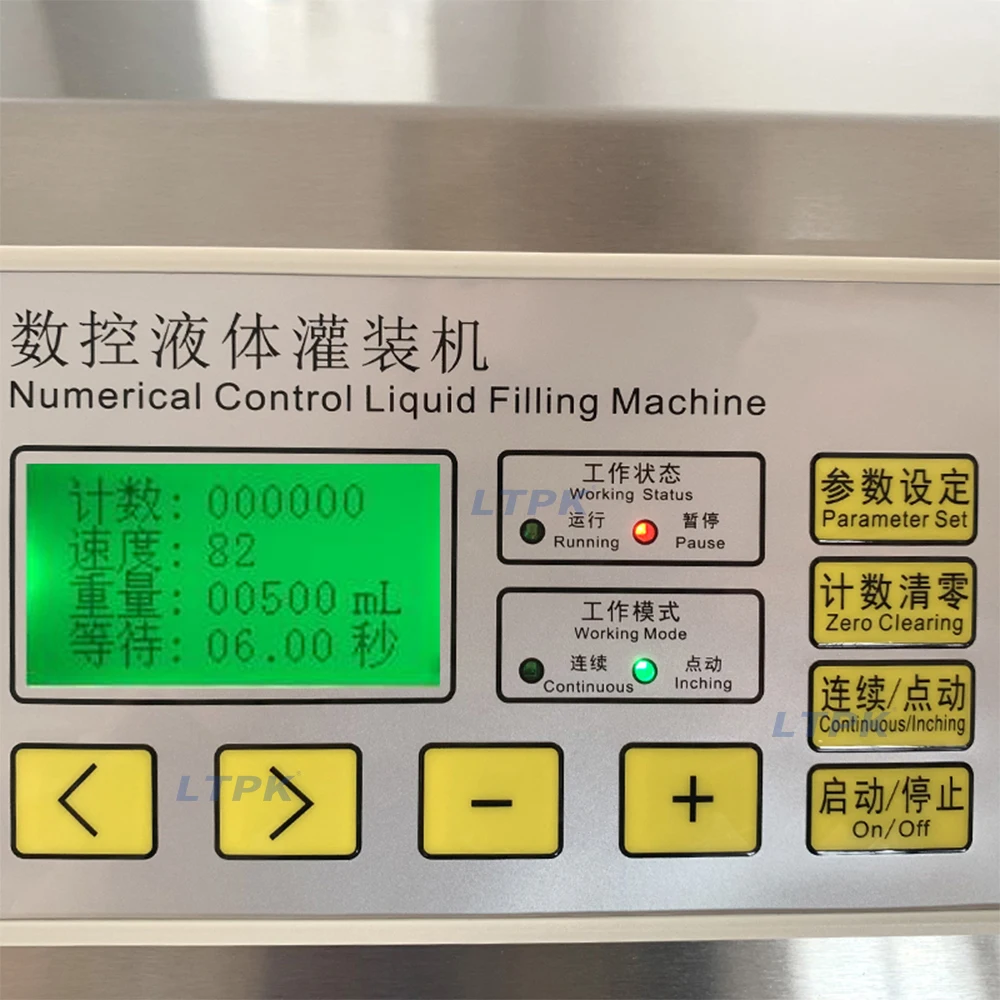 数控液体灌装机
Numerical Control Liquid Filling Machine
计数: 000000
速度: 82
重量: 00500 mL
等待: 06.00 秒
工作状态
Working Status
运行
Running
暂停
Pause
工作模式
Working Mode
连续
Continuous
点动
Inching
参数设定
Parameter Set
计数清零
Zero Clearing
连续/点动
Continuous/Inching
启动/停止
On/Off
<
>
-
+
LTPK
LTPK
LTPK